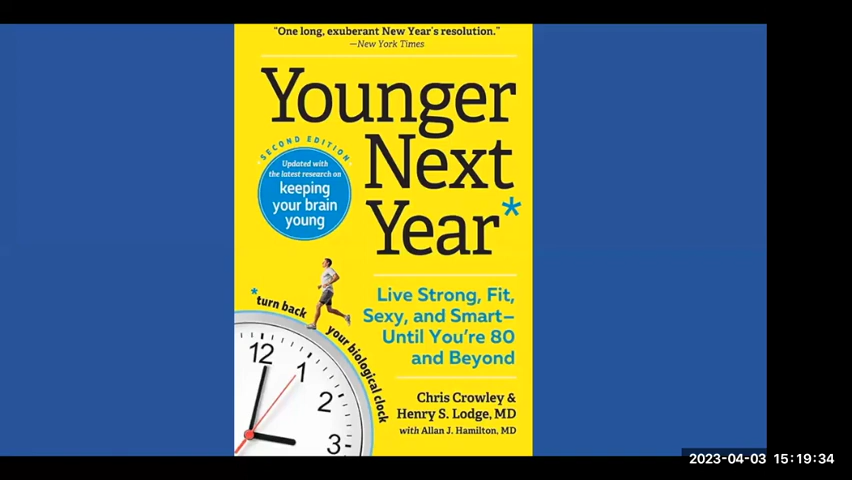 "One long, exuberant New Year's resolution."
—New York Times
Younger
Next
Year*
SECOND EDITION
Updated with
the latest research on
keeping
your brain
young
*turn back
your biological clock
Live Strong, Fit,
Sexy, and Smart—
Until You're 80
and Beyond
12
1
2
3
Chris Crowley &
Henry S. Lodge, MD
with Allan J. Hamilton, MD
2023-04-03 15:19:34